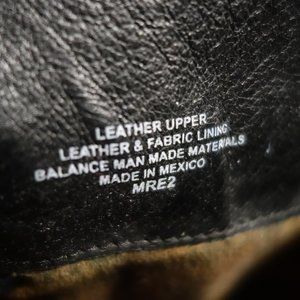 LEATHER UPPER
LEATHER & FABRIC LINING
BALANCE MAN MADE MATERIALS
MADE IN MEXICO
MRE2